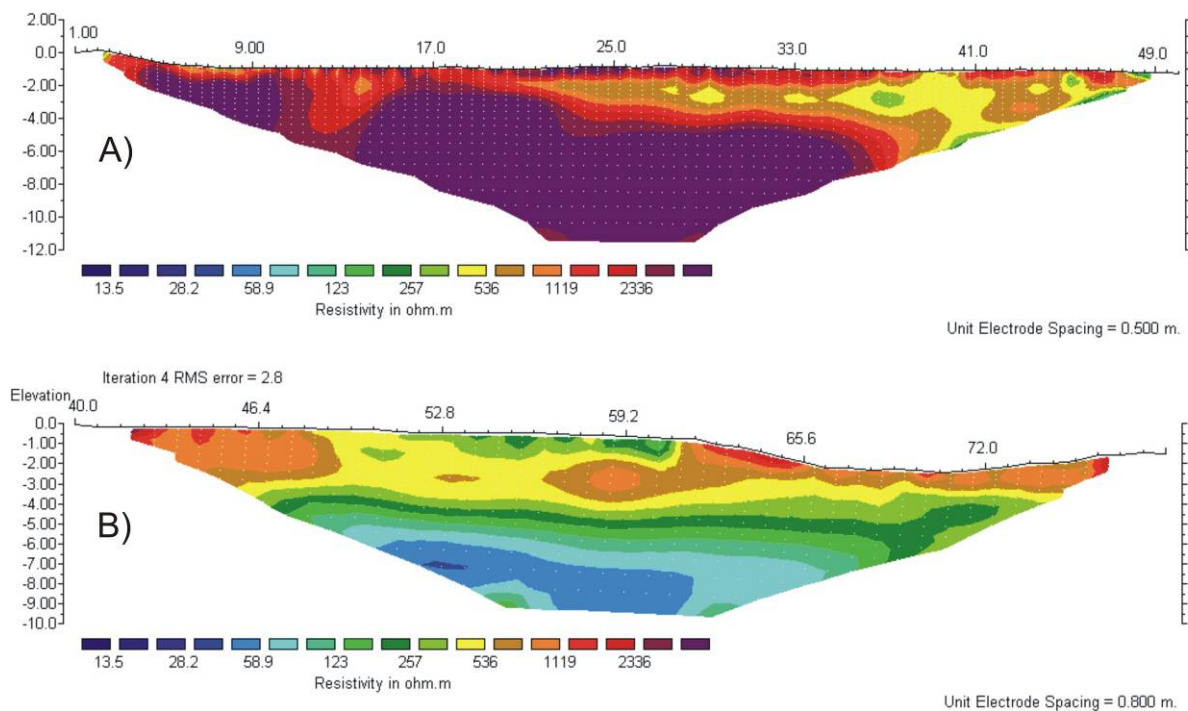 2.00
1.00 9.00 17.0 25.0 33.0 41.0 49.0
0.0
-2.00
-4.00
A)
-6.00
-8.00
-10.0
-12.0
13.5 28.2 58.9 123 257 536 1119 2336
Resistivity in ohm.m
Unit Electrode Spacing = 0.500 m.
Iteration 4 RMS error = 2.8
Elevation
40.0 46.4 52.8 59.2 65.6 72.0
0.0
-1.00
-2.00
-3.00
-4.00
-5.00
B)
-6.00
-7.00
-8.00
-9.00
-10.0
13.5 28.2 58.9 123 257 536 1119 2336
Resistivity in ohm.m
Unit Electrode Spacing = 0.800 m.